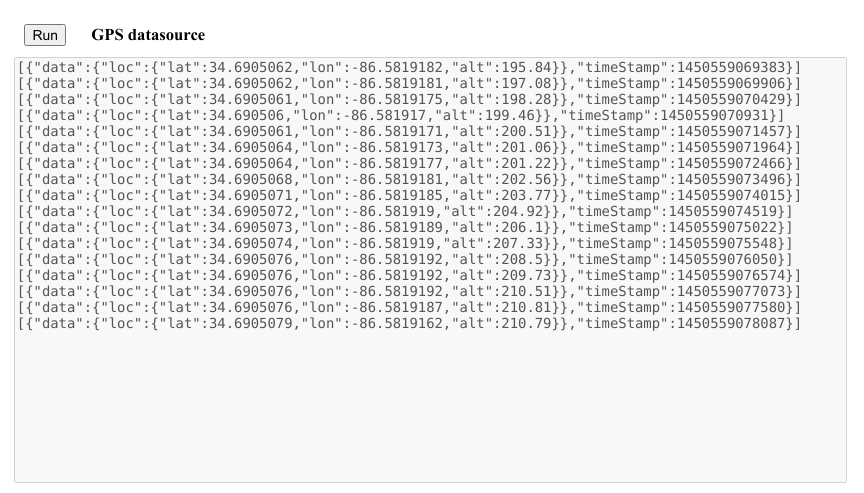 Run
GPS datasource
[{"data":{"loc":{"lat":34.6905062,"lon":-86.5819182,"alt":195.84}},"timeStamp":1450559069383}]
[{"data":{"loc":{"lat":34.6905062,"lon":-86.5819181,"alt":197.08}},"timeStamp":1450559069906}]
[{"data":{"loc":{"lat":34.6905061,"lon":-86.5819175,"alt":198.28}},"timeStamp":1450559070429}]
[{"data":{"loc":{"lat":34.690506,"lon":-86.581917,"alt":199.46}},"timeStamp":1450559070931}]
[{"data":{"loc":{"lat":34.6905061,"lon":-86.5819171,"alt":200.51}},"timeStamp":1450559071457}]
[{"data":{"loc":{"lat":34.6905064,"lon":-86.5819173,"alt":201.06}},"timeStamp":1450559071964}]
[{"data":{"loc":{"lat":34.6905064,"lon":-86.5819177,"alt":201.22}},"timeStamp":1450559072466}]
[{"data":{"loc":{"lat":34.6905068,"lon":-86.5819181,"alt":202.56}},"timeStamp":1450559073496}]
[{"data":{"loc":{"lat":34.6905071,"lon":-86.5819185,"alt":203.77}},"timeStamp":1450559074015}]
[{"data":{"loc":{"lat":34.6905072,"lon":-86.581919,"alt":204.92}},"timeStamp":1450559074519}]
[{"data":{"loc":{"lat":34.6905073,"lon":-86.5819189,"alt":206.1}},"timeStamp":1450559075022}]
[{"data":{"loc":{"lat":34.6905074,"lon":-86.581919,"alt":207.33}},"timeStamp":1450559075548}]
[{"data":{"loc":{"lat":34.6905076,"lon":-86.5819192,"alt":208.5}},"timeStamp":1450559076050}]
[{"data":{"loc":{"lat":34.6905076,"lon":-86.5819192,"alt":209.73}},"timeStamp":1450559076574}]
[{"data":{"loc":{"lat":34.6905076,"lon":-86.5819192,"alt":210.51}},"timeStamp":1450559077073}]
[{"data":{"loc":{"lat":34.6905076,"lon":-86.5819187,"alt":210.81}},"timeStamp":1450559077580}]
[{"data":{"loc":{"lat":34.6905079,"lon":-86.5819162,"alt":210.79}},"timeStamp":1450559078087}]